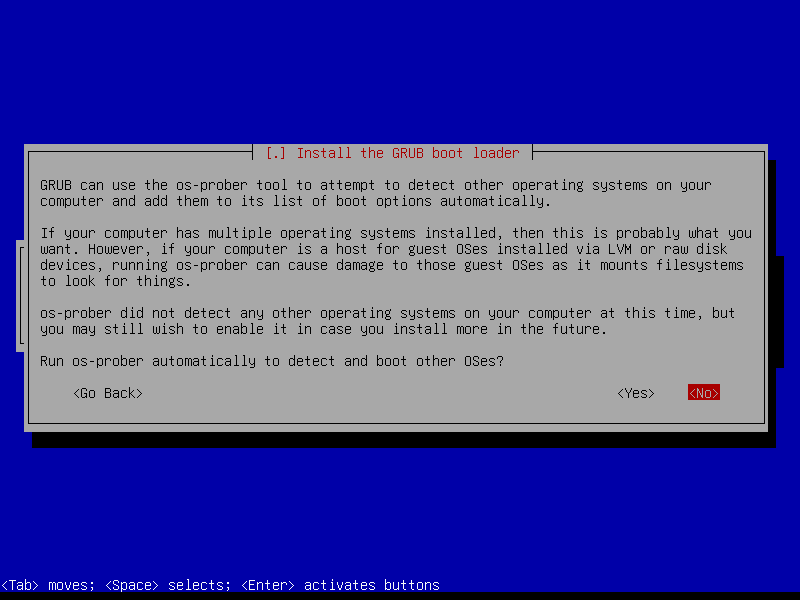 [.] Install the GRUB boot loader
GRUB can use the os-prober tool to attempt to detect other operating systems on your
computer and add them to its list of boot options automatically.
If your computer has multiple operating systems installed, then this is probably what you
want. However, if your computer is a host for guest OSes installed via LVM or raw disk
devices, running os-prober can cause damage to those guest OSes as it mounts filesystems
to look for things.
os-prober did not detect any other operating systems on your computer at this time, but
you may still wish to enable it in case you install more in the future.
Run os-prober automatically to detect and boot other OSes?
<Go Back> <Yes> <No>
<Tab> moves; <Space> selects; <Enter> activates buttons